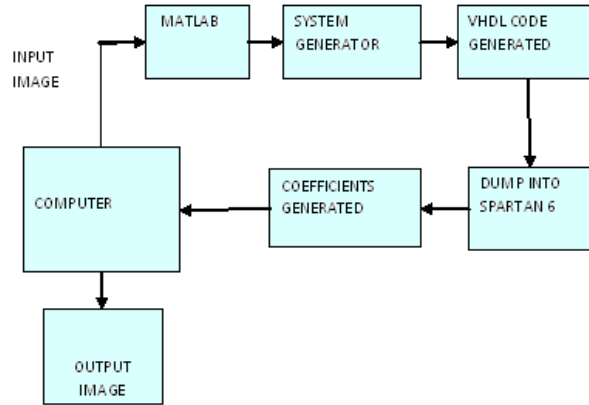 MATLAB
SYSTEM
GENERATOR
VHDL CODE
GENERATED
INPUT
IMAGE
COMPUTER
COEFFICIENTS
GENERATED
DUMP INTO
SPARTAN 6
OUTPUT
IMAGE